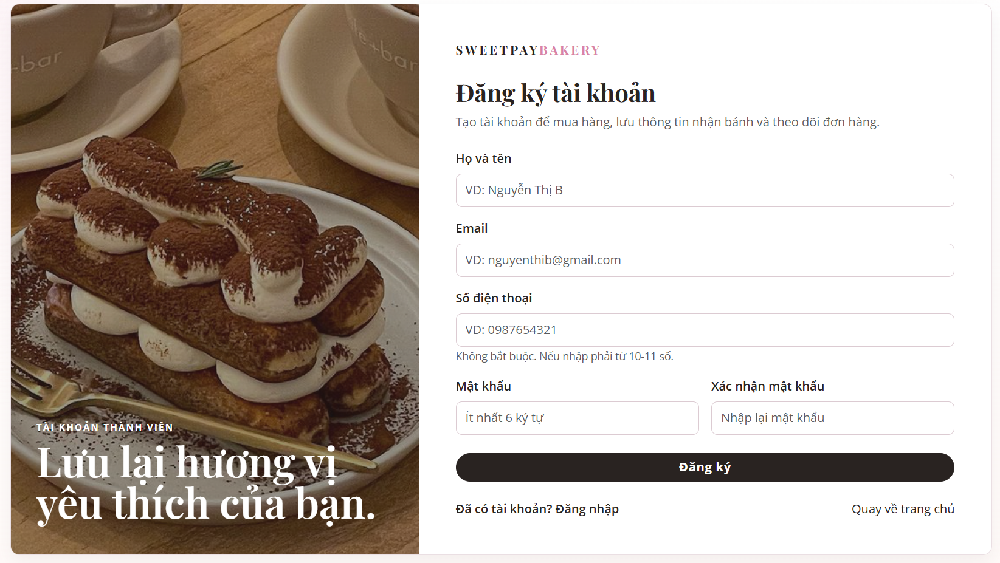 -bar
te+bar
TÀI KHOẢN THÀNH VIÊN
Lưu lại hương vị
yêu thích của bạn.
SWEETPAYBAKERY
Đăng ký tài khoản
Tạo tài khoản để mua hàng, lưu thông tin nhận bánh và theo dõi đơn hàng.
Họ và tên
VD: Nguyễn Thị B
Email
VD: nguyenthib@gmail.com
Số điện thoại
VD: 0987654321
Không bắt buộc. Nếu nhập phải từ 10-11 số.
Mật khẩu Xác nhận mật khẩu
Ít nhất 6 ký tự Nhập lại mật khẩu
Đăng ký
Đã có tài khoản? Đăng nhập Quay về trang chủ